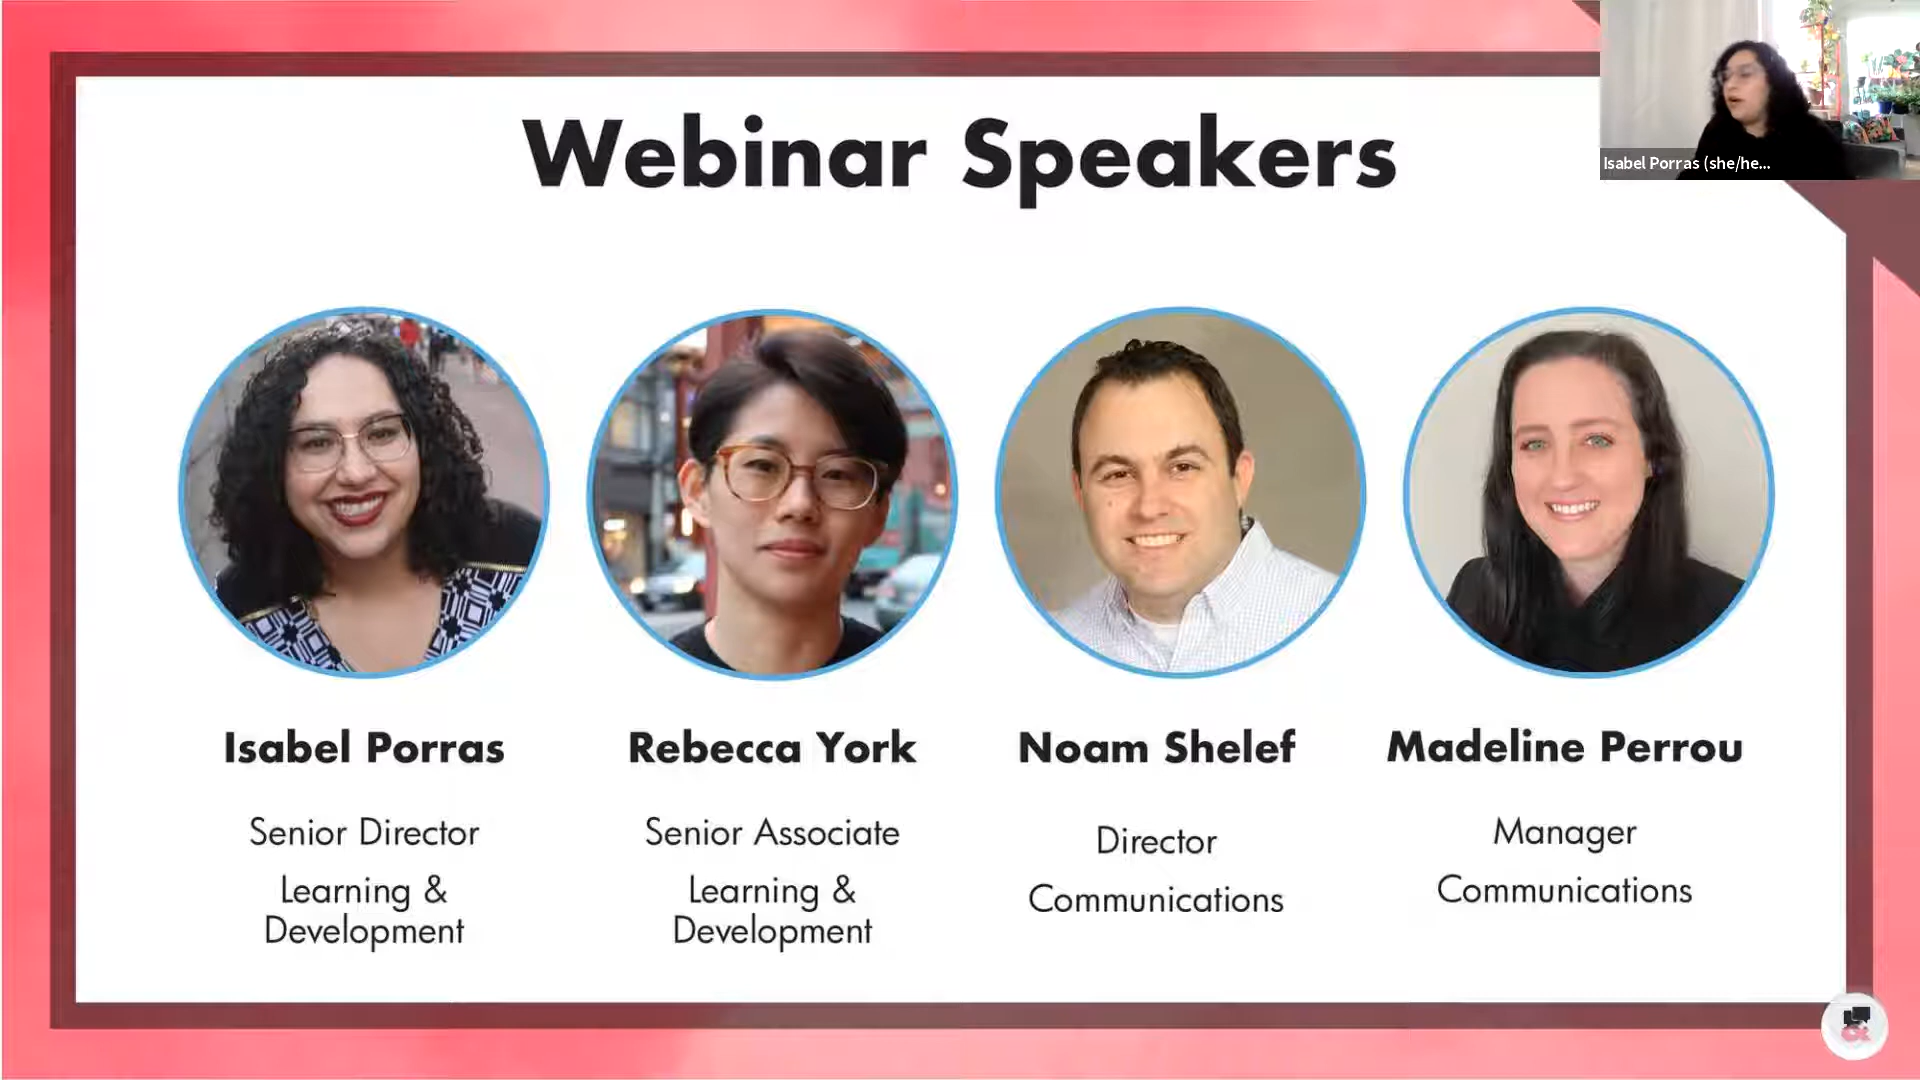 Webinar Speakers
Isabel Porras (she/he...
Isabel Porras
Senior Director
Learning &
Development
Rebecca York
Senior Associate
Learning &
Development
Noam Shelef
Director
Communications
Madeline Perrou
Manager
Communications